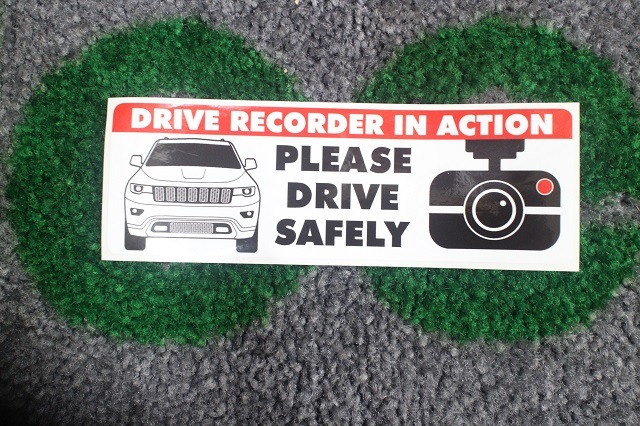 DRIVE RECORDER IN ACTION
PLEASE
DRIVE
SAFELY